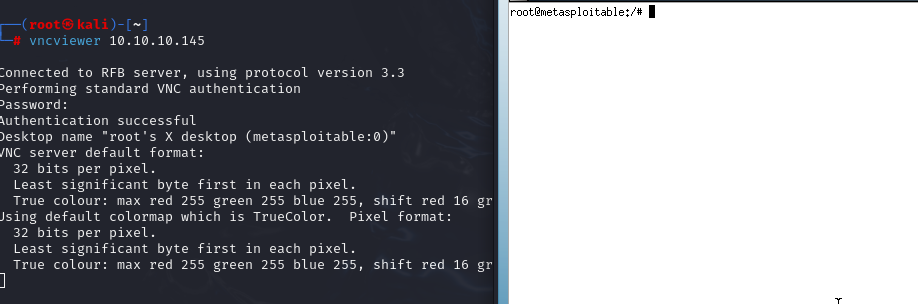 ┌──(root㉿kali)-[~]
└─# vncviewer 10.10.10.145
Connected to RFB server, using protocol version 3.3
Performing standard VNC authentication
Password:
Authentication successful
Desktop name "root's X desktop (metasploitable:0)"
VNC server default format:
  32 bits per pixel.
  Least significant byte first in each pixel.
  True colour: max red 255 green 255 blue 255, shift red 16 gr
Using default colormap which is TrueColor.  Pixel format:
  32 bits per pixel.
  Least significant byte first in each pixel.
  True colour: max red 255 green 255 blue 255, shift red 16 gr
root@metasploitable:/#